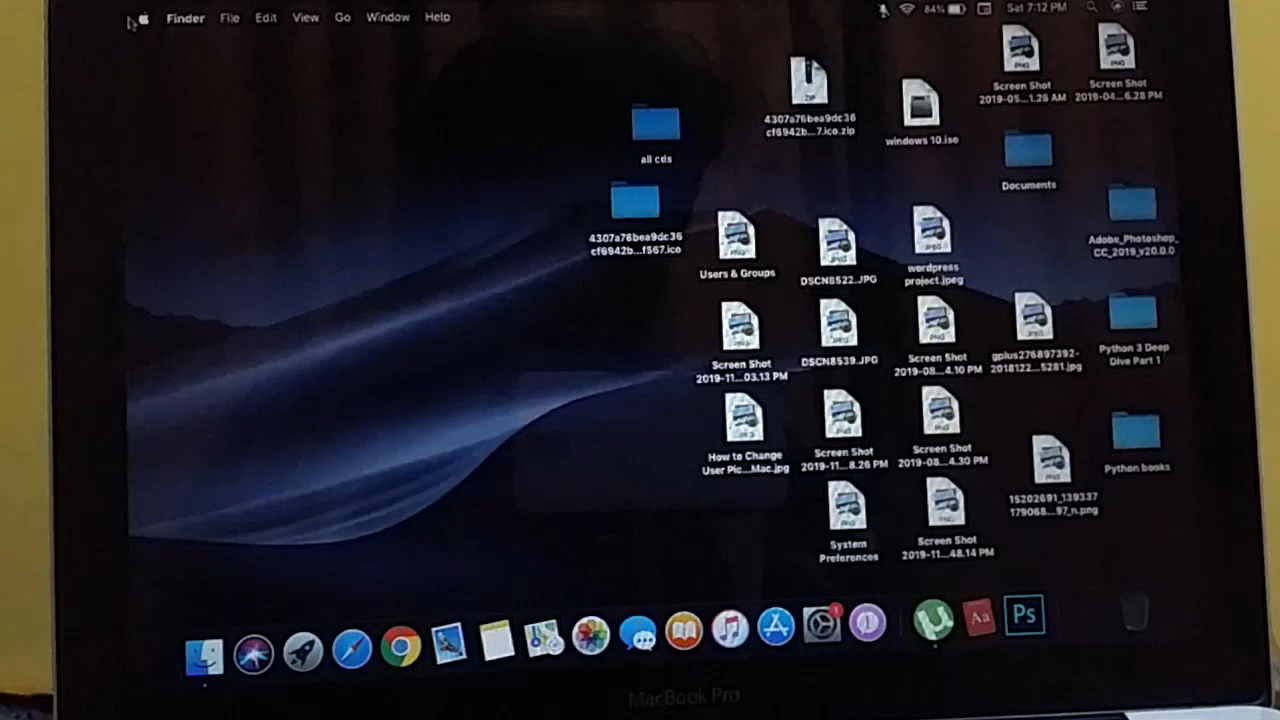 Finder File Edit View Go Window Help
84% Sat 7:12 PM
Screen Shot
2019-05...1.26 AM
Screen Shot
2019-04...6.28 PM
ZIP
4307a76bea9dc36
cf6942b...7.ico.zip
windows 10.iso
all cds
Documents
4307a76bea9dc36
cf6942b...f567.ico
Adobe_Photoshop_
CC_2019_v20.0.0
Users & Groups
DSCN8522.JPG
wordpress
project.jpeg
Screen Shot
2019-11...03.13 PM
DSCN8539.JPG
Screen Shot
2019-08...4.10 PM
gplus276897392-
2018122...5281.jpg
Python 3 Deep
Dive Part 1
How to Change
User Pic...Mac.jpg
Screen Shot
2019-11...8.26 PM
Screen Shot
2019-08...4.30 PM
15202691_139337
179068...97_n.png
Python books
System
Preferences
Screen Shot
2019-11...48.14 PM
1
Aa
Ps
MacBook Pro